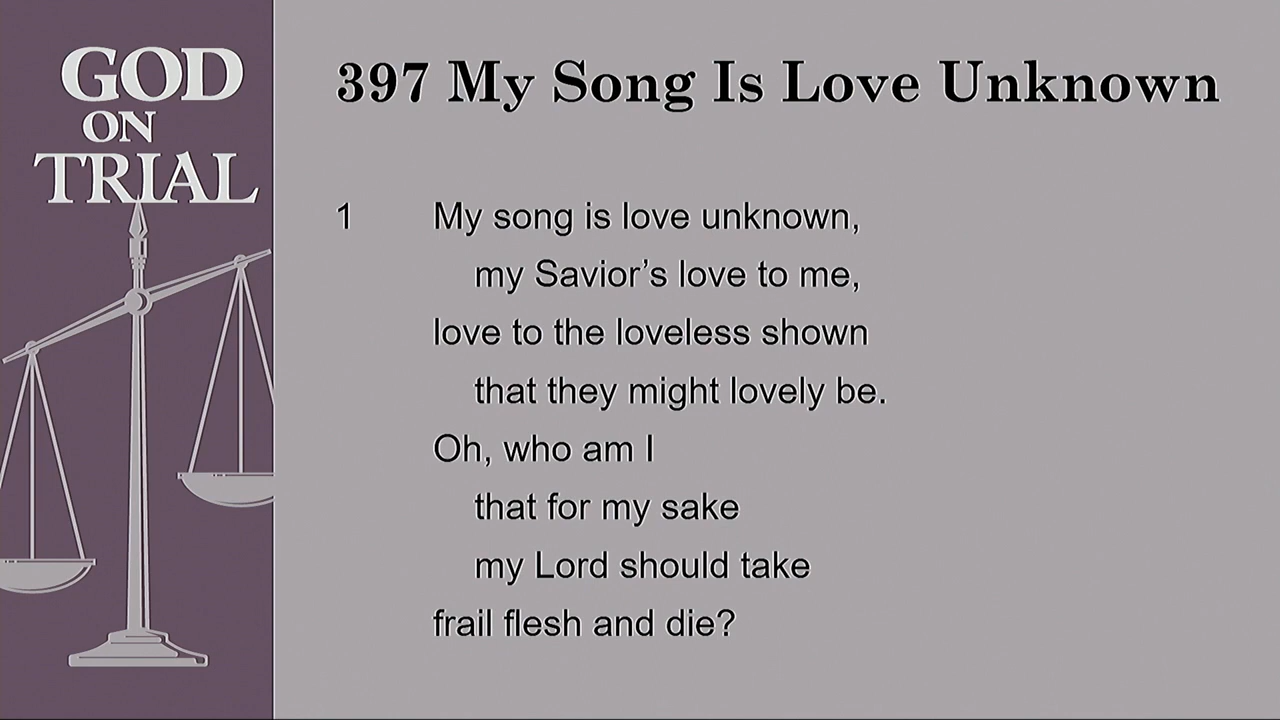 GOD
ON
TRIAL
397 My Song Is Love Unknown
1 My song is love unknown,
my Savior’s love to me,
love to the loveless shown
that they might lovely be.
Oh, who am I
that for my sake
my Lord should take
frail flesh and die?